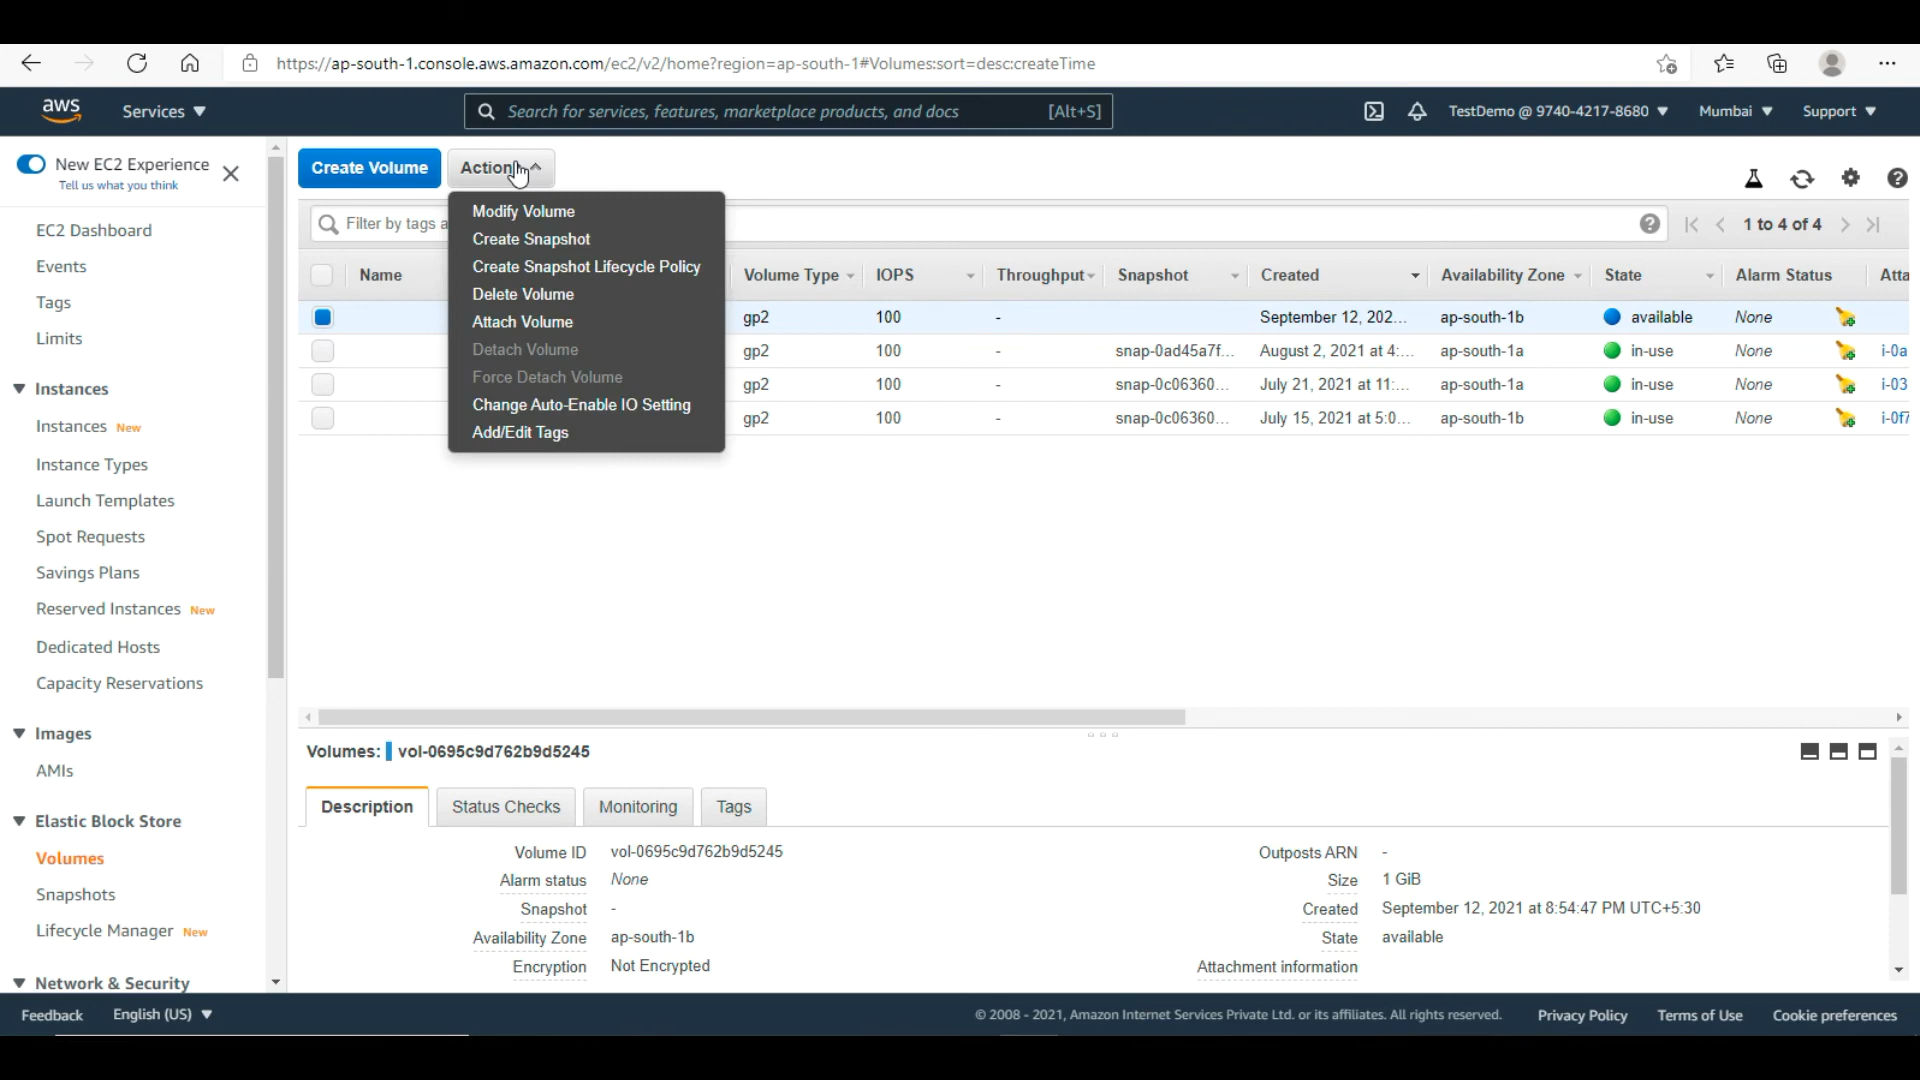 https://ap-south-1.console.aws.amazon.com/ec2/v2/home?region=ap-south-1#Volumes:sort=desc:createTime
aws
Services
Search for services, features, marketplace products, and docs
[Alt+S]
TestDemo @ 9740-4217-8680
Mumbai
Support
New EC2 Experience
Tell us what you think
EC2 Dashboard
Events
Tags
Limits
Instances
Instances New
Instance Types
Launch Templates
Spot Requests
Savings Plans
Reserved Instances New
Dedicated Hosts
Capacity Reservations
Images
AMIs
Elastic Block Store
Volumes
Snapshots
Lifecycle Manager New
Network & Security
Create Volume
Filter by tags a
1 to 4 of 4
Modify Volume
Create Snapshot
Create Snapshot Lifecycle Policy
Delete Volume
Attach Volume
Detach Volume
Force Detach Volume
Change Auto-Enable IO Setting
Add/Edit Tags
Name Volume Type IOPS Throughput Snapshot Created Availability Zone State Alarm Status Atta
gp2 100 - September 12, 202... ap-south-1b available None
gp2 100 - snap-0ad45a7f... August 2, 2021 at 4:... ap-south-1a in-use None i-0a
gp2 100 - snap-0c06360... July 21, 2021 at 11:... ap-south-1a in-use None i-03
gp2 100 - snap-0c06360... July 15, 2021 at 5:0... ap-south-1b in-use None i-0f7
Volumes: vol-0695c9d762b9d5245
Description
Status Checks
Monitoring
Tags
Volume ID vol-0695c9d762b9d5245
Alarm status None
Snapshot -
Availability Zone ap-south-1b
Encryption Not Encrypted
Outposts ARN -
Size 1 GiB
Created September 12, 2021 at 8:54:47 PM UTC+5:30
State available
Attachment information
Feedback
English (US)
© 2008 - 2021, Amazon Internet Services Private Ltd. or its affiliates. All rights reserved.
Privacy Policy
Terms of Use
Cookie preferences